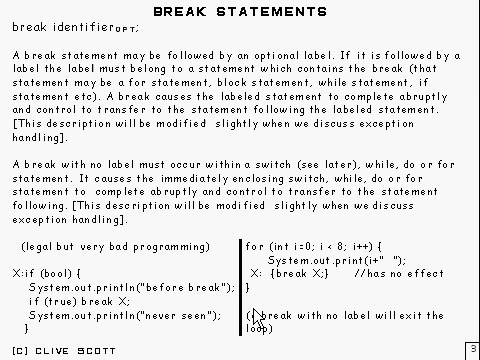 BREAK STATEMENTS
break identifierOPT;
A break statement may be followed by an optional label. If it is followed by a
label the label must belong to a statement which contains the break (that
statement may be a for statement, block statement, while statement, if
statement etc). A break causes the labeled statement to complete abruptly
and control to transfer to the statement following the labeled statement.
[This description will be modified slightly when we discuss exception
handling].
A break with no label must occur within a switch (see later), while, do or for
statement. It causes the immediately enclosing switch, while, do or for
statement to complete abruptly and control to transfer to the statement
following. [This description will be modified slightly when we discuss
exception handling].
(legal but very bad programming)
X:if (bool) {
System.out.println("before break");
if (true) break X;
System.out.println("never seen");
}
for (int i=0; i < 8; i++) {
System.out.print(i+" ");
X: {break X;} //has no effect
}
( break with no label will exit the
loop)
[C] CLIVE SCOTT
3